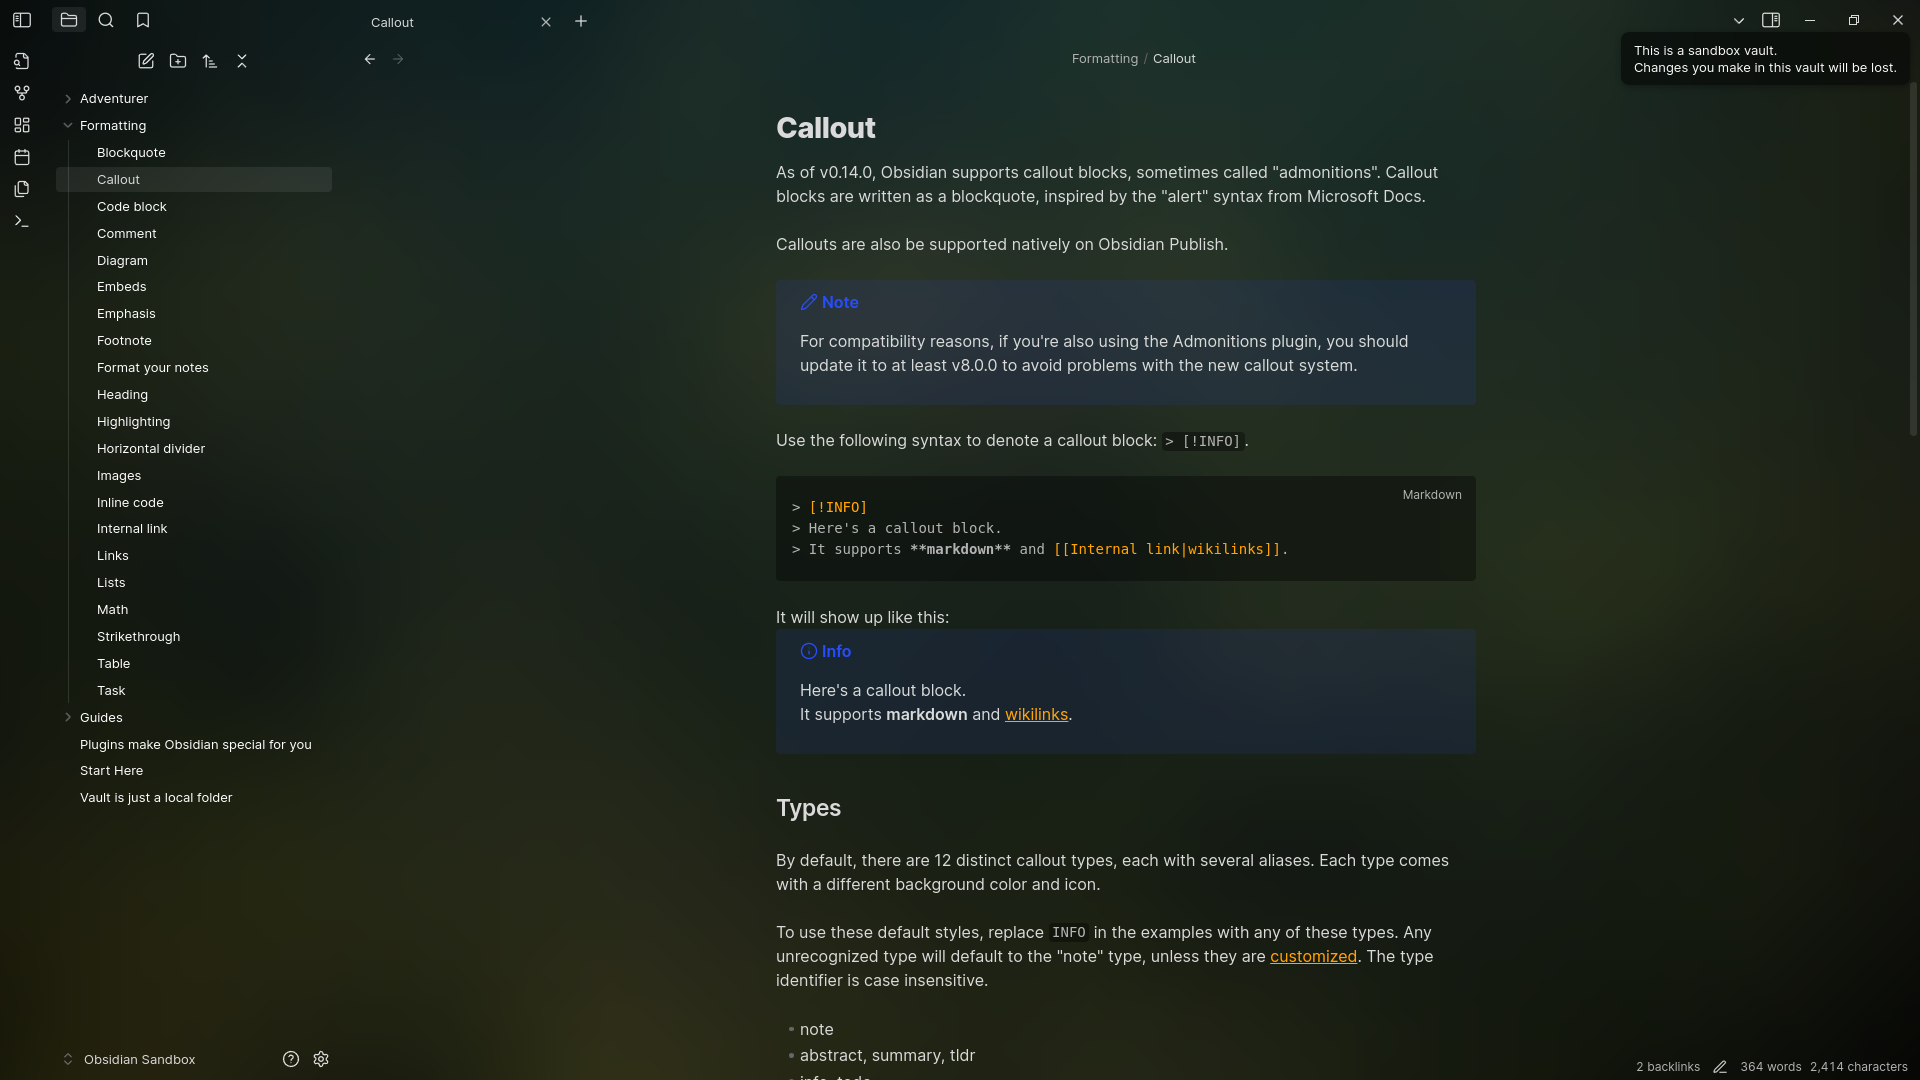 Callout
This is a sandbox vault.
Changes you make in this vault will be lost.
Formatting / Callout
Adventurer
Formatting
Blockquote
Callout
Code block
Comment
Diagram
Embeds
Emphasis
Footnote
Format your notes
Heading
Highlighting
Horizontal divider
Images
Inline code
Internal link
Links
Lists
Math
Strikethrough
Table
Task
Guides
Plugins make Obsidian special for you
Start Here
Vault is just a local folder
Obsidian Sandbox
Callout
As of v0.14.0, Obsidian supports callout blocks, sometimes called "admonitions". Callout
blocks are written as a blockquote, inspired by the "alert" syntax from Microsoft Docs.
Callouts are also be supported natively on Obsidian Publish.
Note
For compatibility reasons, if you're also using the Admonitions plugin, you should
update it to at least v8.0.0 to avoid problems with the new callout system.
Use the following syntax to denote a callout block: > [!INFO].
Markdown
> [!INFO]
> Here's a callout block.
> It supports **markdown** and [[Internal link|wikilinks]].
It will show up like this:
Info
Here's a callout block.
It supports markdown and wikilinks.
Types
By default, there are 12 distinct callout types, each with several aliases. Each type comes
with a different background color and icon.
To use these default styles, replace INFO in the examples with any of these types. Any
unrecognized type will default to the "note" type, unless they are customized. The type
identifier is case insensitive.
• note
• abstract, summary, tldr
• info, todo
2 backlinks 364 words 2,414 characters